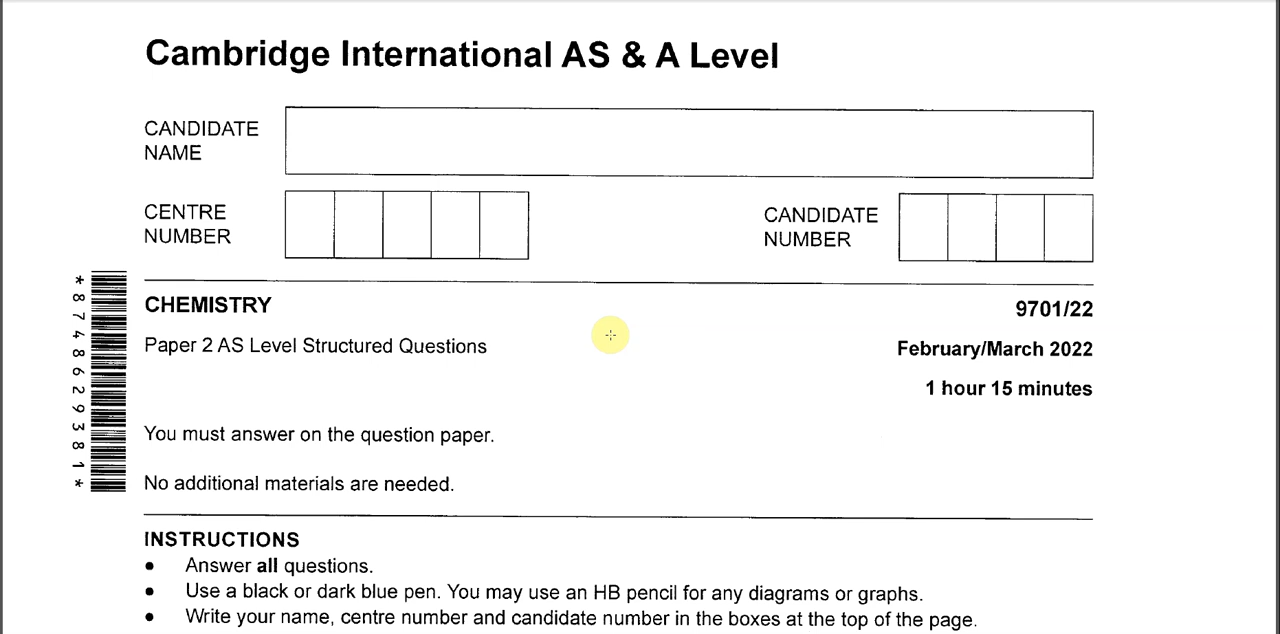 Cambridge International AS & A Level
CANDIDATE
NAME
CENTRE
NUMBER
CANDIDATE
NUMBER
*8748629381*
CHEMISTRY
9701/22
Paper 2 AS Level Structured Questions
February/March 2022
1 hour 15 minutes
You must answer on the question paper.
No additional materials are needed.
INSTRUCTIONS
● Answer all questions.
● Use a black or dark blue pen. You may use an HB pencil for any diagrams or graphs.
● Write your name, centre number and candidate number in the boxes at the top of the page.